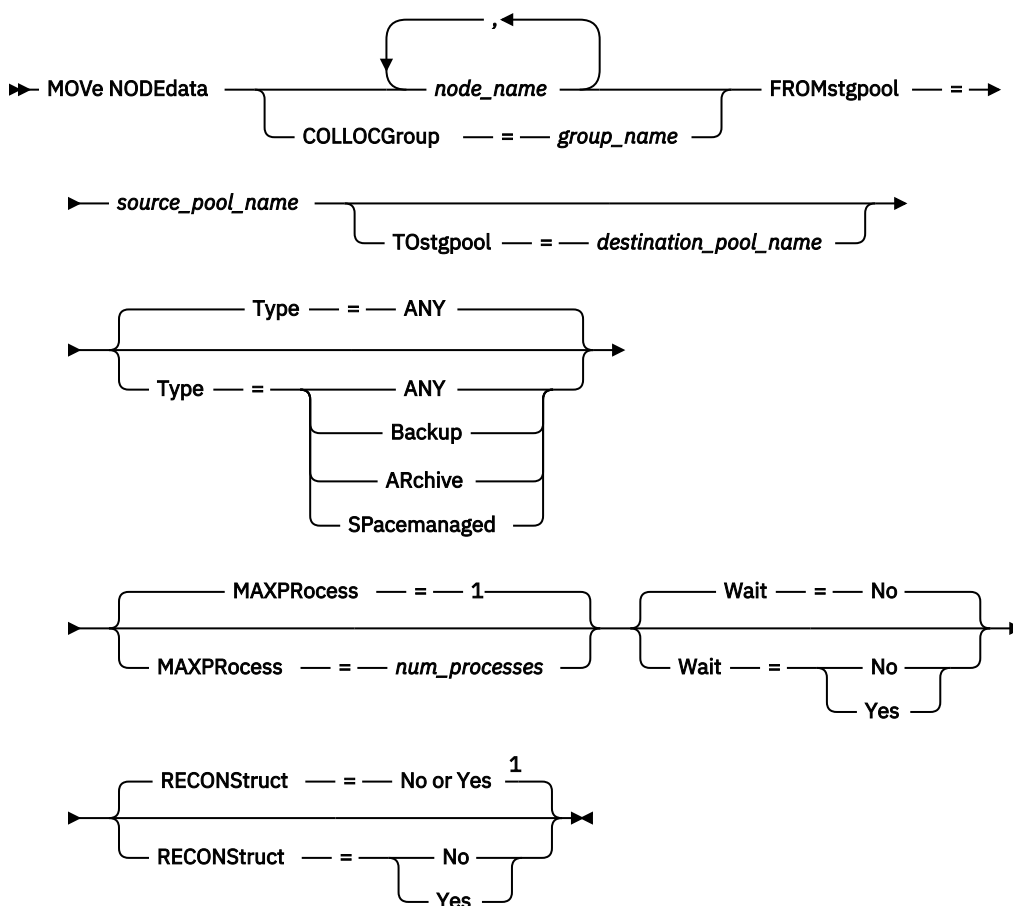 ,
MOVe NODEdata node_name FROMstgpool =
COLLOCGroup = group_name
source_pool_name
TOstgpool = destination_pool_name
Type = ANY
Type = ANY
Backup
ARchive
SPacemanaged
MAXPRocess = 1 Wait = No
MAXPRocess = num_processes Wait = No
Yes
RECONStruct = No or Yes 1
RECONStruct = No
Yes